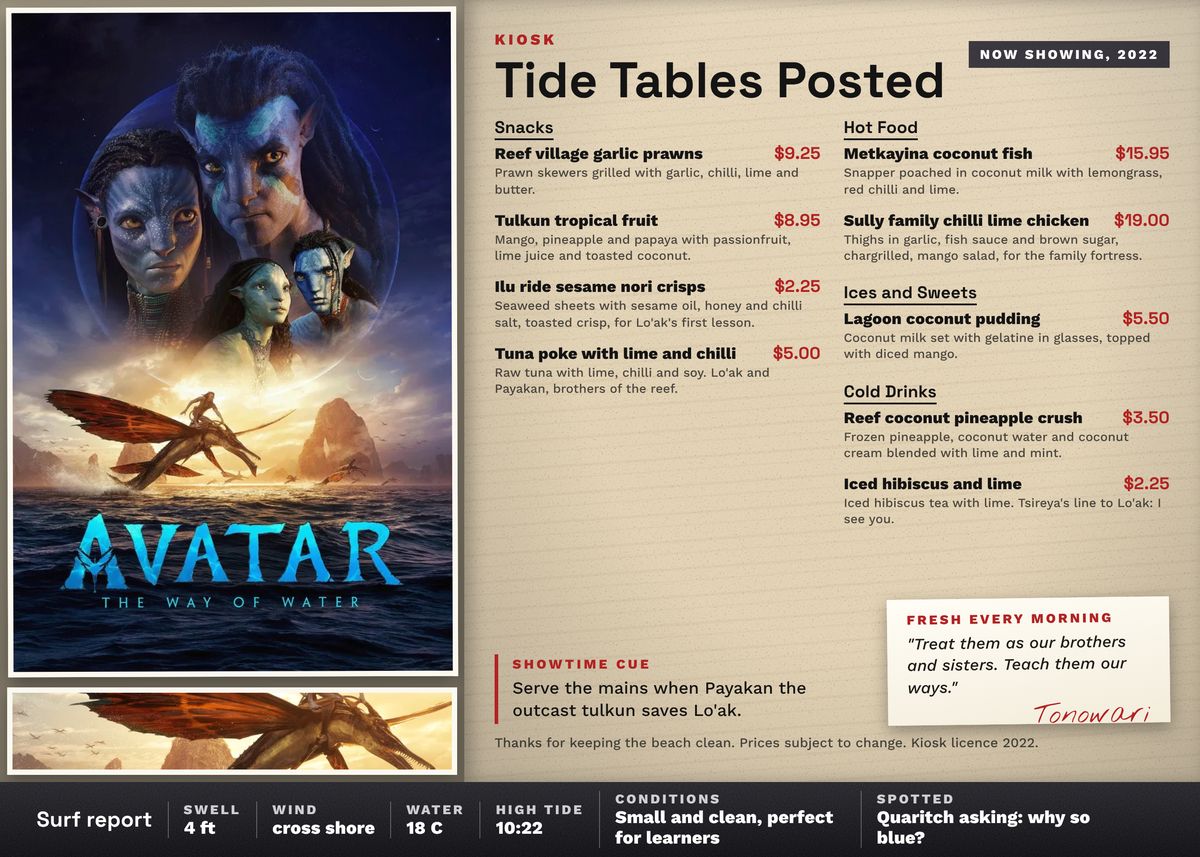 AVATAR
THE WAY OF WATER
KIOSK
Tide Tables Posted
NOW SHOWING, 2022
Snacks
Reef village garlic prawns $9.25
Prawn skewers grilled with garlic, chilli, lime and
butter.
Tulkun tropical fruit $8.95
Mango, pineapple and papaya with passionfruit,
lime juice and toasted coconut.
Ilu ride sesame nori crisps $2.25
Seaweed sheets with sesame oil, honey and chilli
salt, toasted crisp, for Lo'ak's first lesson.
Tuna poke with lime and chilli $5.00
Raw tuna with lime, chilli and soy. Lo'ak and
Payakan, brothers of the reef.
Hot Food
Metkayina coconut fish $15.95
Snapper poached in coconut milk with lemongrass,
red chilli and lime.
Sully family chilli lime chicken $19.00
Thighs in garlic, fish sauce and brown sugar,
chargrilled, mango salad, for the family fortress.
Ices and Sweets
Lagoon coconut pudding $5.50
Coconut milk set with gelatine in glasses, topped
with diced mango.
Cold Drinks
Reef coconut pineapple crush $3.50
Frozen pineapple, coconut water and coconut
cream blended with lime and mint.
Iced hibiscus and lime $2.25
Iced hibiscus tea with lime. Tsireya's line to Lo'ak: I
see you.
SHOWTIME CUE
Serve the mains when Payakan the
outcast tulkun saves Lo'ak.
FRESH EVERY MORNING
"Treat them as our brothers
and sisters. Teach them our
ways."
Tonowari
Thanks for keeping the beach clean. Prices subject to change. Kiosk licence 2022.
Surf report
SWELL
4 ft
WIND
cross shore
WATER
18 C
HIGH TIDE
10:22
CONDITIONS
Small and clean, perfect
for learners
SPOTTED
Quaritch asking: why so
blue?